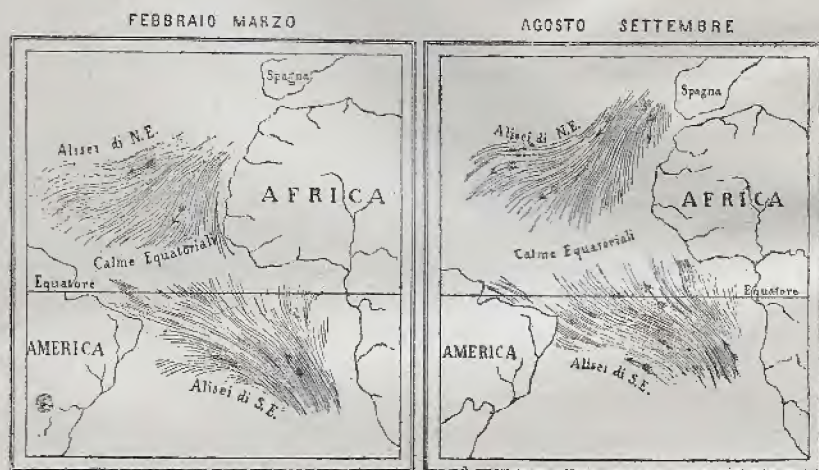 FEBBRAIO MARZO
Spagna
Alisei di N.E.
AFRICA
Calme Equatoriali
Equatore
AMERICA
Alisei di S.E.
AGOSTO SETTEMBRE
Spagna
Alisei di N.E.
AFRICA
Calme Equatoriali
Equatore
AMERICA
Alisei di S.E.